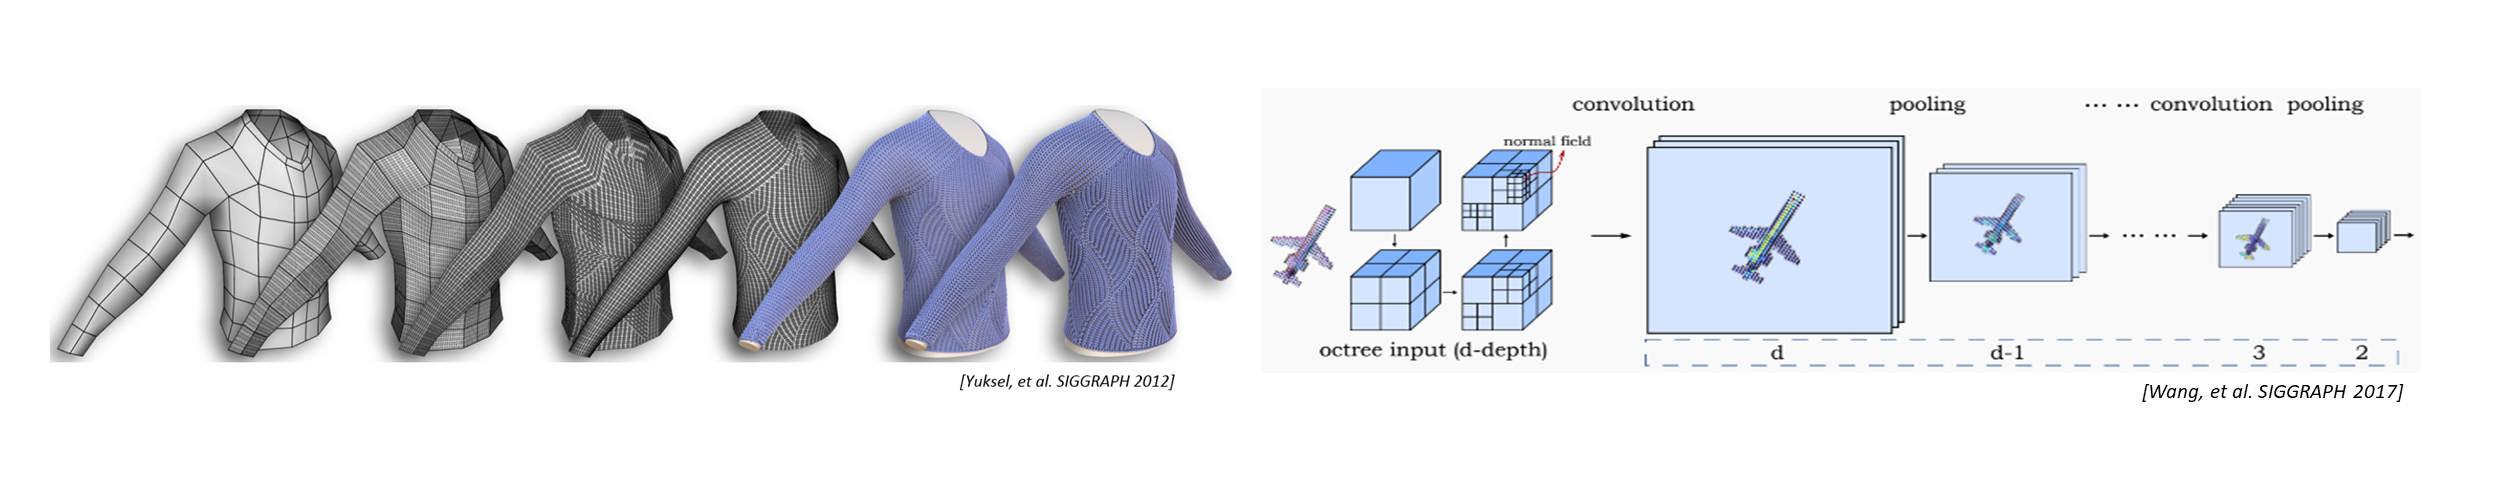 [Yuksel, et al. SIGGRAPH 2012]
convolution pooling ... ... convolution pooling
normal field
octree input (d-depth)
... ...
d d-1 3 2
[Wang, et al. SIGGRAPH 2017]